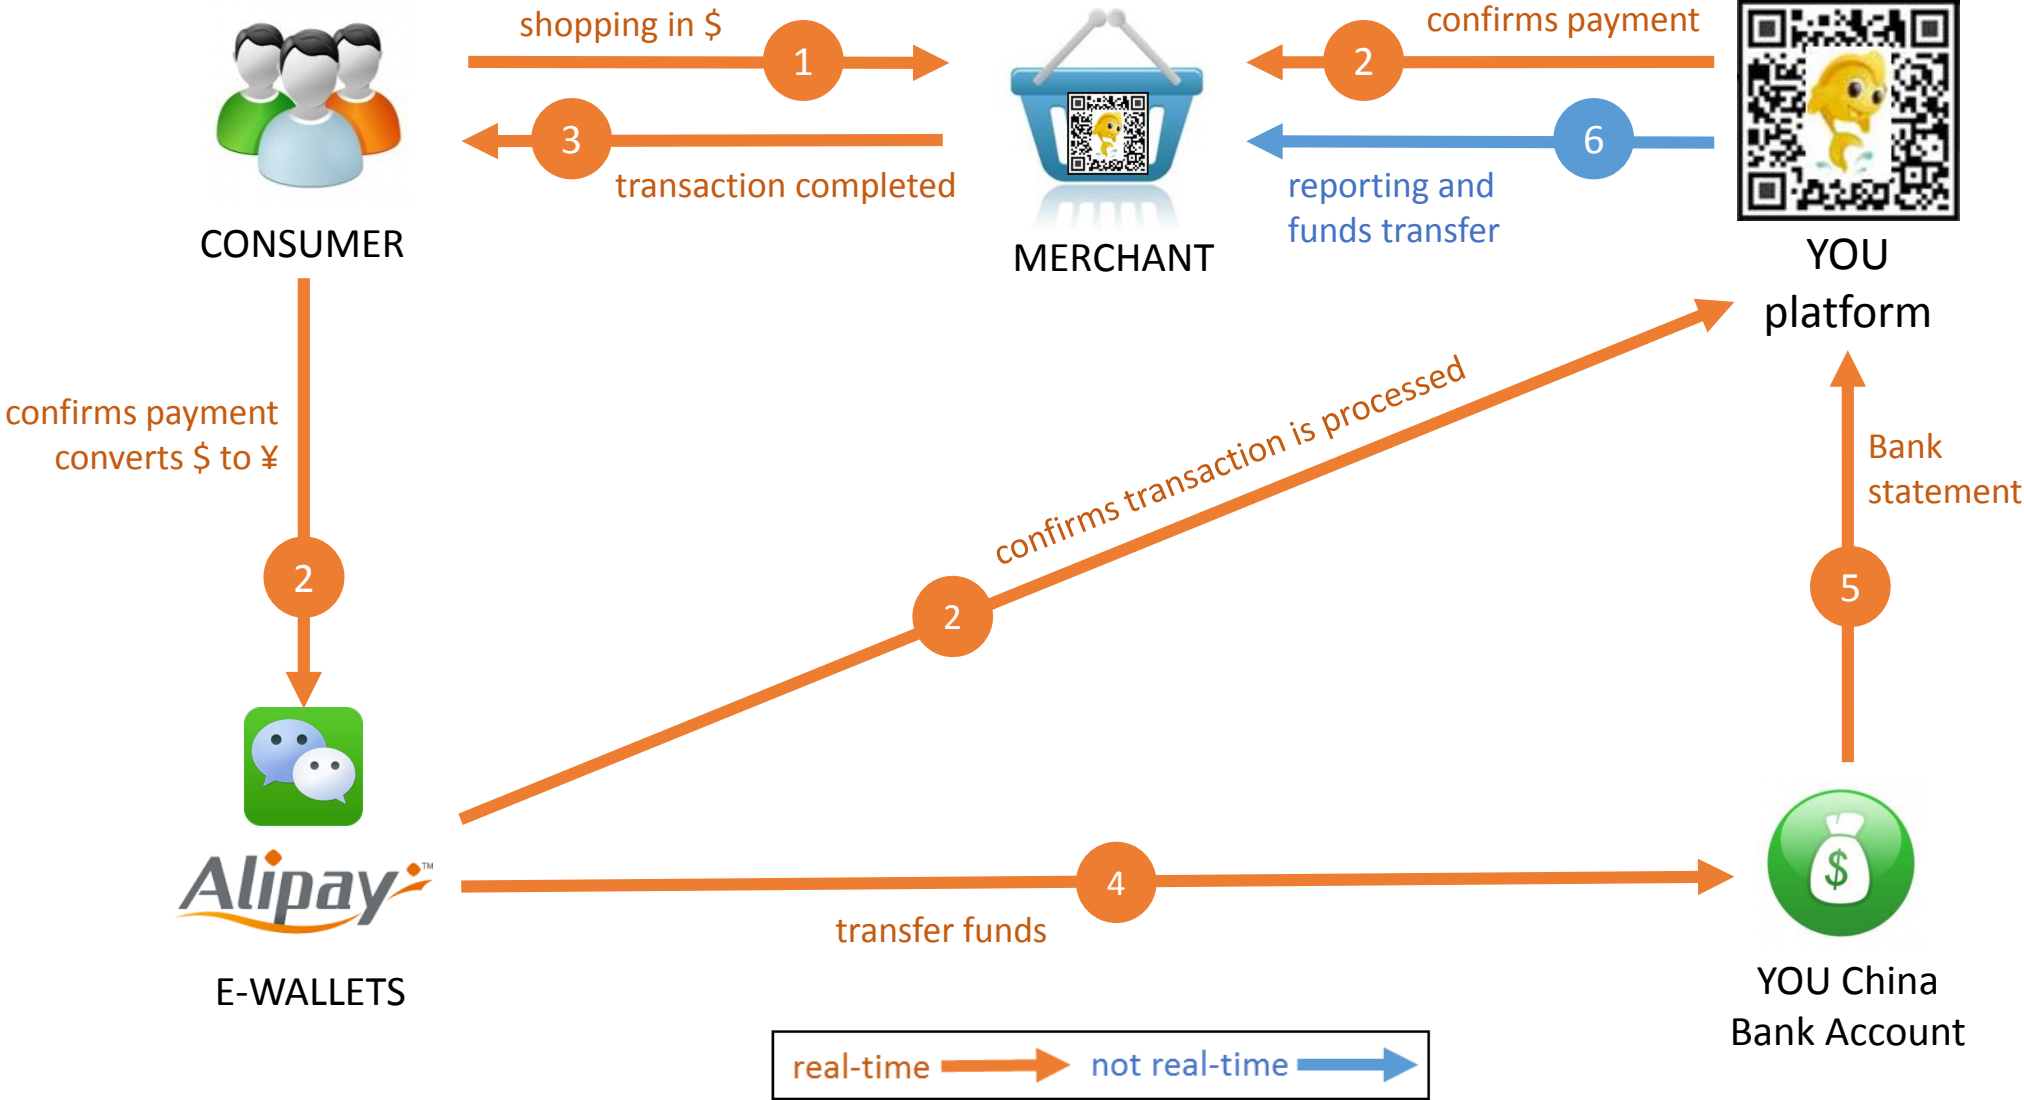 shopping in $
1
confirms payment
2
3
transaction completed
6
reporting and
funds transfer
CONSUMER
MERCHANT
YOU
platform
confirms payment
converts $ to ¥
2
confirms transaction is processed
2
Bank
statement
5
Alipay™
E-WALLETS
4
transfer funds
$
YOU China
Bank Account
real-time
not real-time